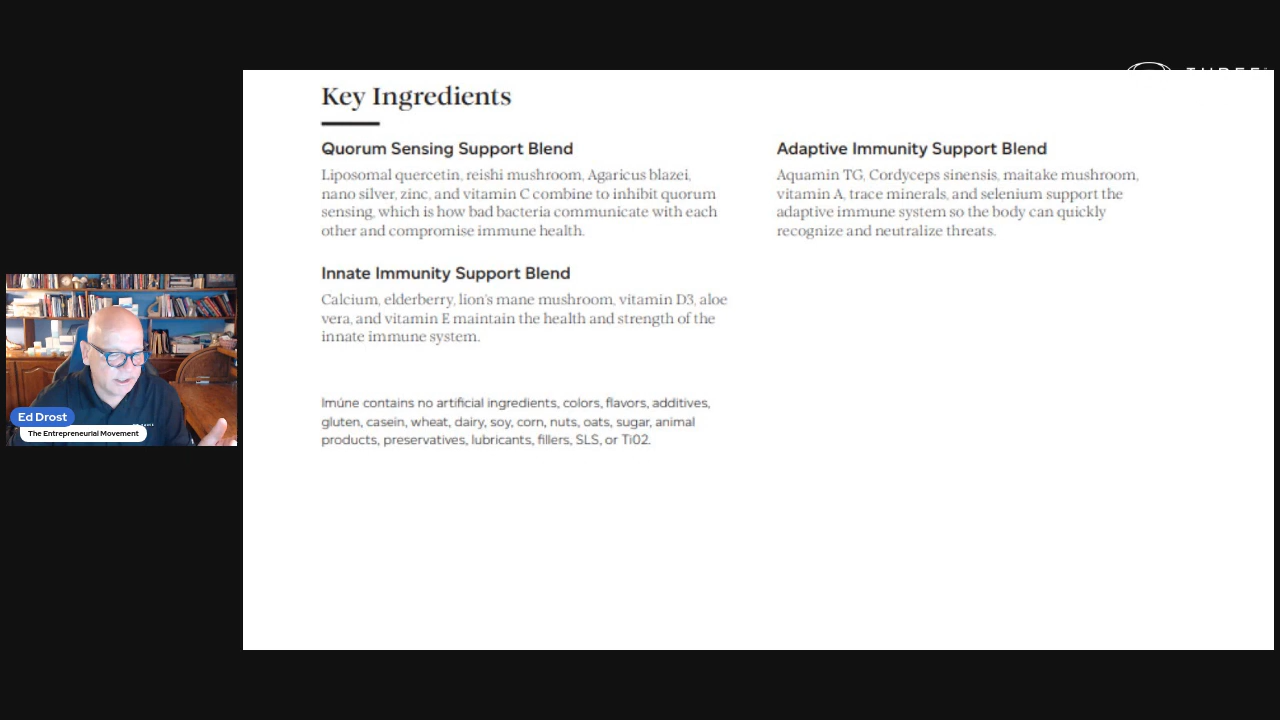 THREE
Key Ingredients
Quorum Sensing Support Blend
Liposomal quercetin, reishi mushroom, Agaricus blazei,
nano silver, zinc, and vitamin C combine to inhibit quorum
sensing, which is how bad bacteria communicate with each
other and compromise immune health.
Innate Immunity Support Blend
Calcium, elderberry, lion's mane mushroom, vitamin D3, aloe
vera, and vitamin E maintain the health and strength of the
innate immune system.
Imúne contains no artificial ingredients, colors, flavors, additives,
gluten, casein, wheat, dairy, soy, corn, nuts, oats, sugar, animal
products, preservatives, lubricants, fillers, SLS, or Ti02.
Adaptive Immunity Support Blend
Aquamin TG, Cordyceps sinensis, maitake mushroom,
vitamin A, trace minerals, and selenium support the
adaptive immune system so the body can quickly
recognize and neutralize threats.
Ed Drost
The Entrepreneurial Movement